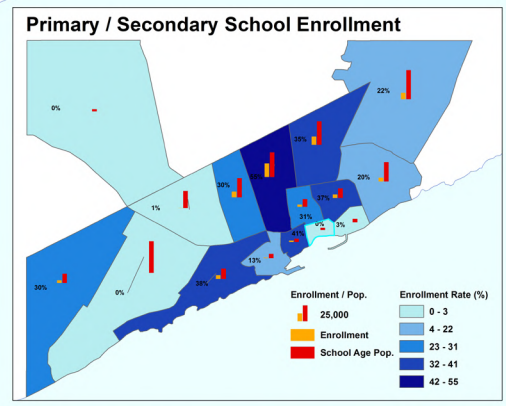 Primary / Secondary School Enrollment
0%
22%
35%
20%
30%
37%
1%
31%
0%
3%
41%
13%
30%
0%
38%
Enrollment / Pop.
25,000
Enrollment
School Age Pop.
Enrollment Rate (%)
0 - 3
4 - 22
23 - 31
32 - 41
42 - 55